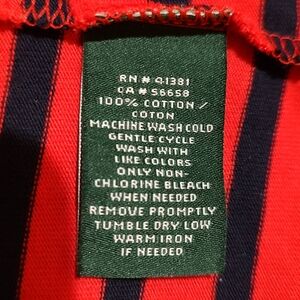 RN # 41381
CA # 56658
100% COTTON /
COTON
MACHINE WASH COLD
GENTLE CYCLE
WASH WITH
LIKE COLORS
ONLY NON-
CHLORINE BLEACH
WHEN NEEDED
REMOVE PROMPTLY
TUMBLE DRY LOW
WARM IRON
IF NEEDED